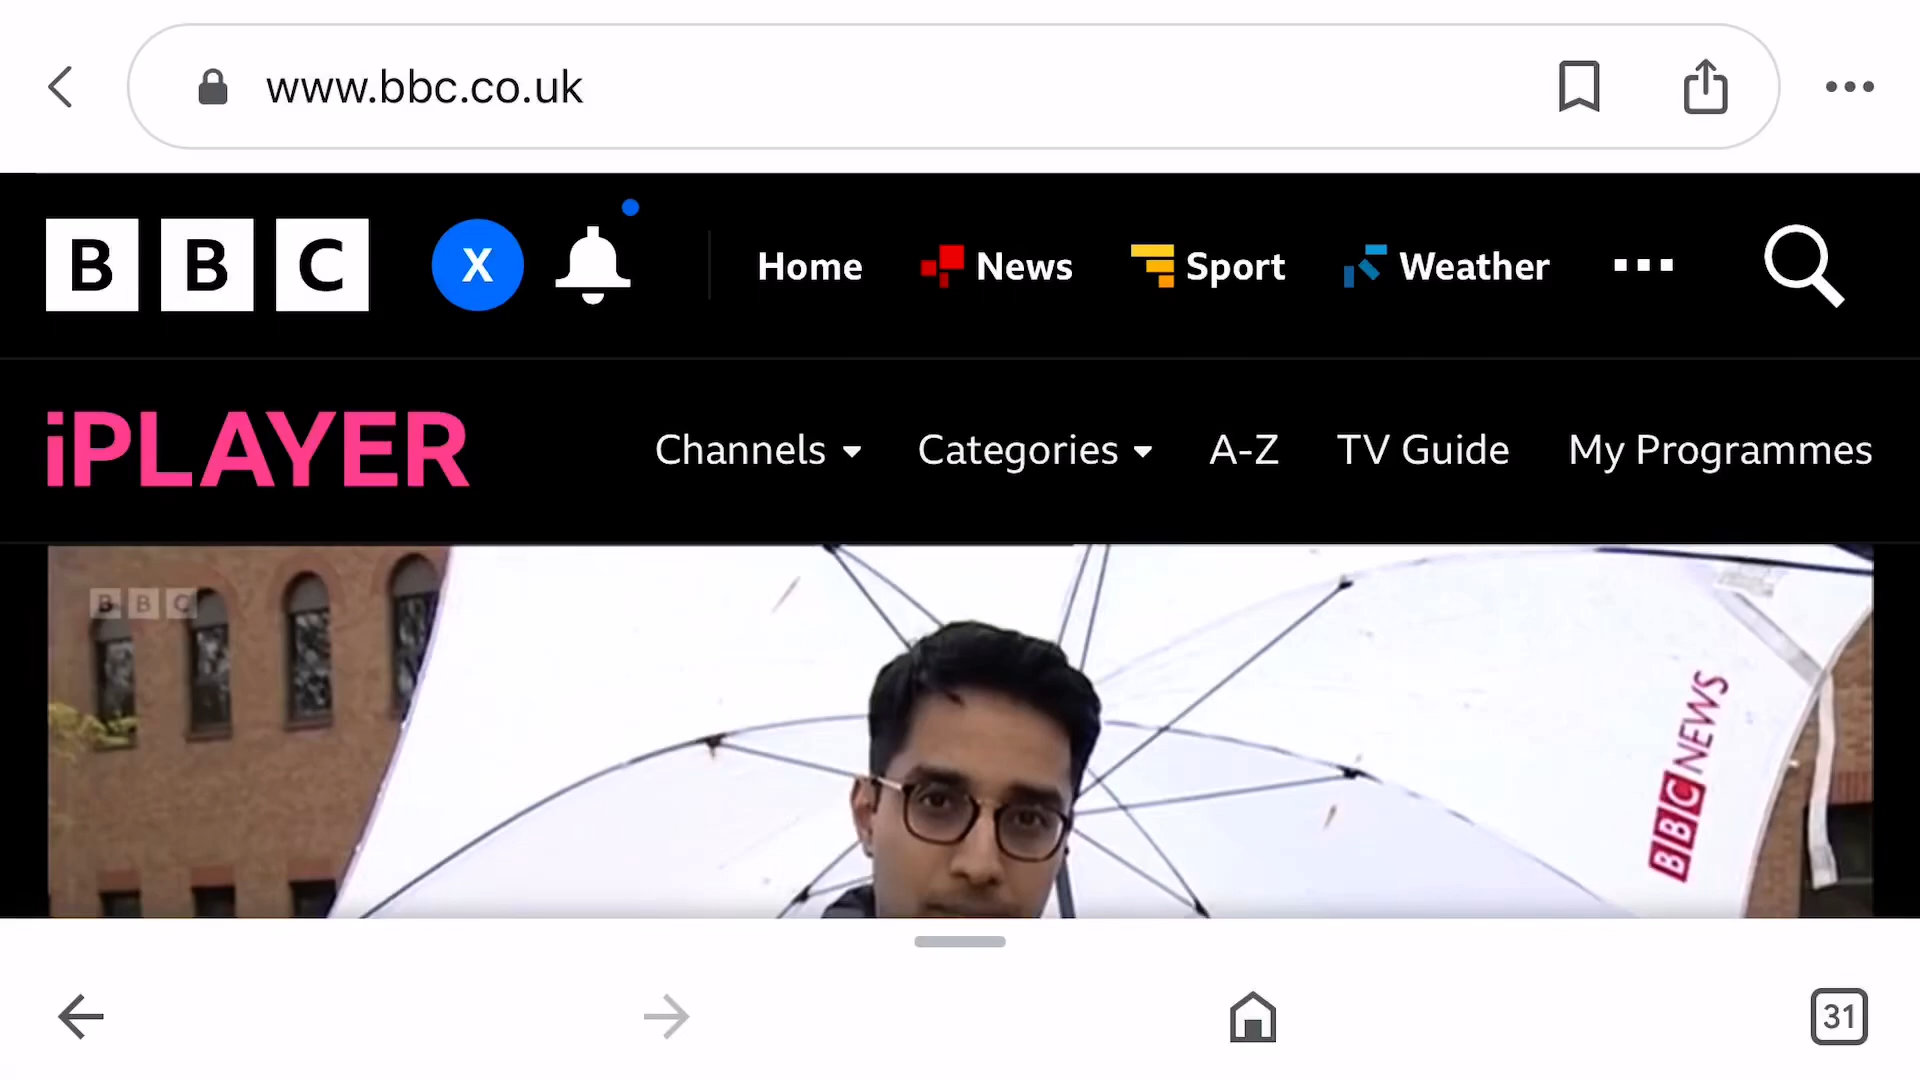 www.bbc.co.uk
BBC X Home News Sport Weather
iPLAYER Channels Categories A-Z TV Guide My Programmes
BBC
BBC NEWS
31